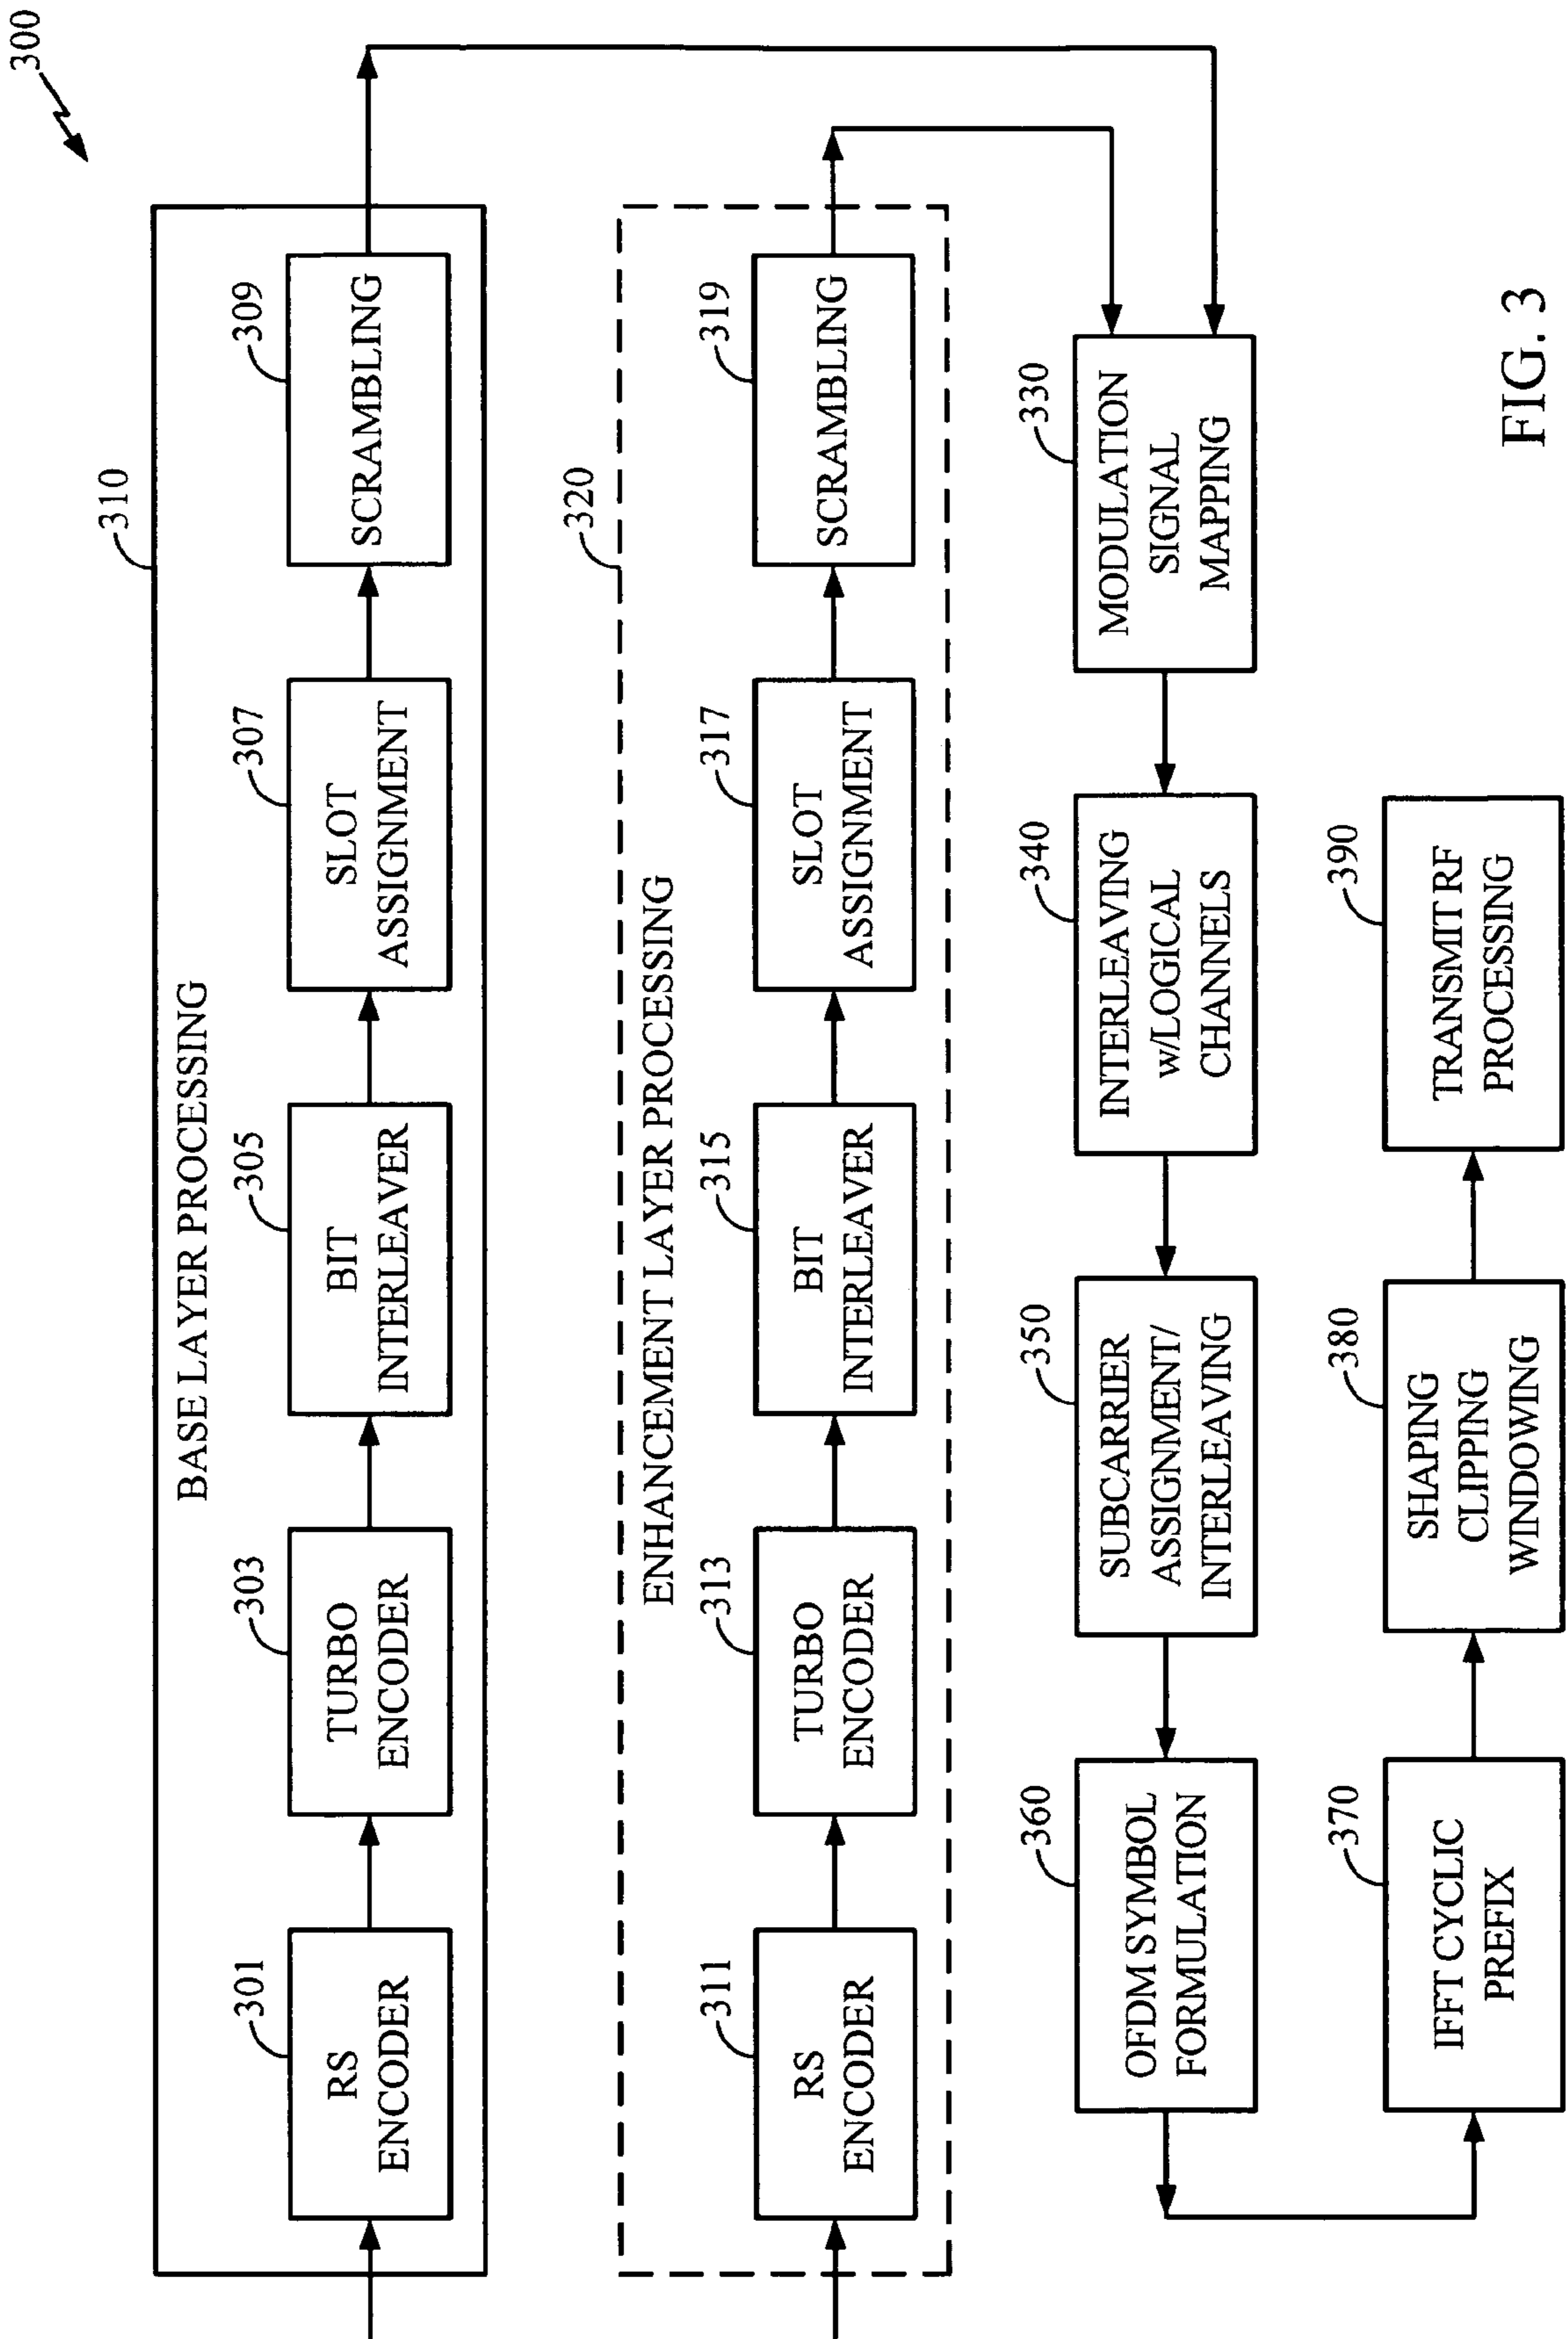 300
310
BASE LAYER PROCESSING
301
RS
ENCODER
303
TURBO
ENCODER
305
BIT
INTERLEAVER
307
SLOT
ASSIGNMENT
309
SCRAMBLING
320
ENHANCEMENT LAYER PROCESSING
311
RS
ENCODER
313
TURBO
ENCODER
315
BIT
INTERLEAVER
317
SLOT
ASSIGNMENT
319
SCRAMBLING
330
MODULATION
SIGNAL
MAPPING
340
INTERLEAVING
w/LOGICAL
CHANNELS
350
SUBCARRIER
ASSIGNMENT/
INTERLEAVING
360
OFDM SYMBOL
FORMULATION
370
IFFT CYCLIC
PREFIX
380
SHAPING
CLIPPING
WINDOWING
390
TRANSMIT RF
PROCESSING
FIG. 3